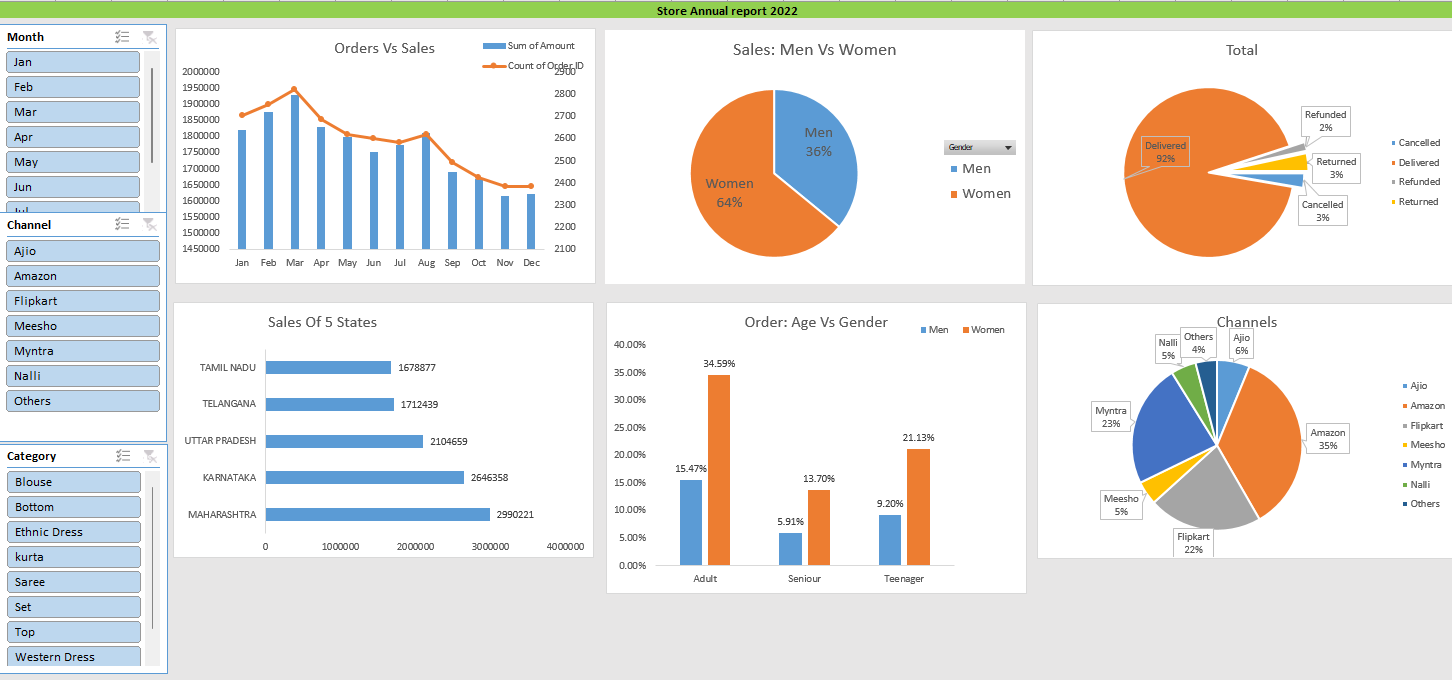 Store Annual report 2022
Month
Jan
Feb
Mar
Apr
May
Jun
Channel
Ajio
Amazon
Flipkart
Meesho
Myntra
Nalli
Others
Category
Blouse
Bottom
Ethnic Dress
kurta
Saree
Set
Top
Western Dress
Orders Vs Sales
Sum of Amount
Count of Order ID
2000000
1950000
1900000
1850000
1800000
1750000
1700000
1650000
1600000
1550000
1500000
1450000
2900
2800
2700
2600
2500
2400
2300
2200
2100
Jan Feb Mar Apr May Jun Jul Aug Sep Oct Nov Dec
Sales: Men Vs Women
Men
36%
Women
64%
Gender
Men
Women
Total
Delivered
92%
Refunded
2%
Returned
3%
Cancelled
3%
Cancelled
Delivered
Refunded
Returned
Sales Of 5 States
TAMIL NADU 1678877
TELANGANA 1712439
UTTAR PRADESH 2104659
KARNATAKA 2646358
MAHARASHTRA 2990221
0 1000000 2000000 3000000 4000000
Order: Age Vs Gender
Men Women
40.00%
35.00%
30.00%
25.00%
20.00%
15.00%
10.00%
5.00%
0.00%
15.47%
34.59%
5.91%
13.70%
9.20%
21.13%
Adult Seniour Teenager
Channels
Nalli
5%
Others
4%
Ajio
6%
Myntra
23%
Amazon
35%
Meesho
5%
Flipkart
22%
Ajio
Amazon
Flipkart
Meesho
Myntra
Nalli
Others